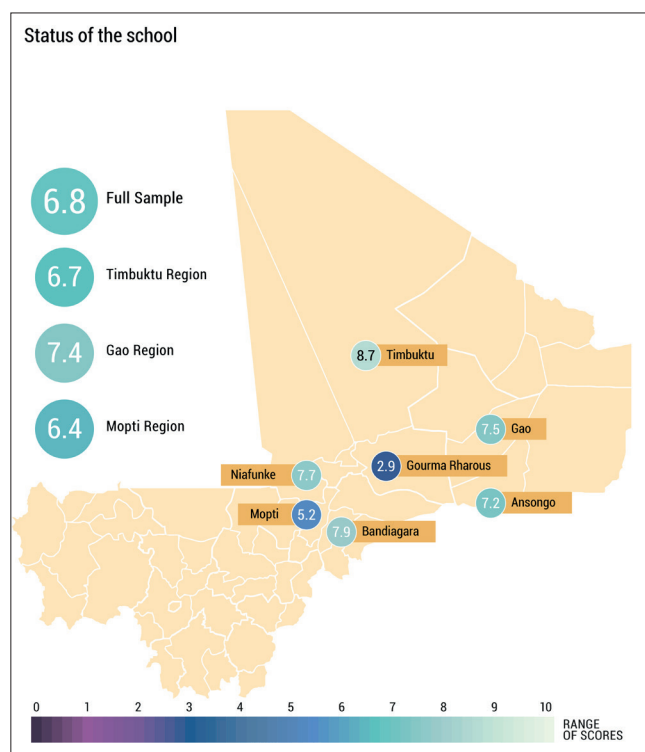 Status of the school
6.8 Full Sample
6.7 Timbuktu Region
7.4 Gao Region
6.4 Mopti Region
8.7 Timbuktu
7.5 Gao
2.9 Gourma Rharous
Niafunke 7.7
7.2 Ansongo
Mopti 5.2
7.9 Bandiagara
0 1 2 3 4 5 6 7 8 9 10
RANGE
OF SCORES